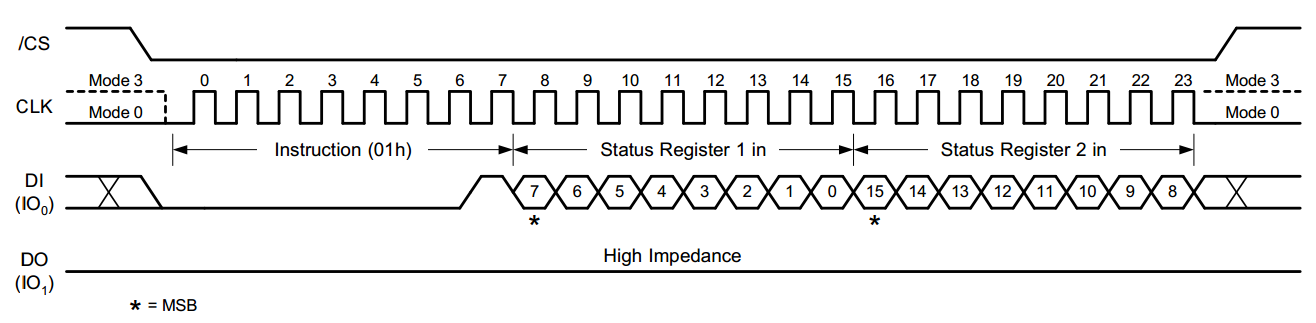 /CS
Mode 3 0 1 2 3 4 5 6 7 8 9 10 11 12 13 14 15 16 17 18 19 20 21 22 23 Mode 3
CLK
Mode 0 Mode 0
Instruction (01h) Status Register 1 in Status Register 2 in
DI
(IO0) 7 6 5 4 3 2 1 0 15 14 13 12 11 10 9 8
* *
High Impedance
DO
(IO1)
* = MSB